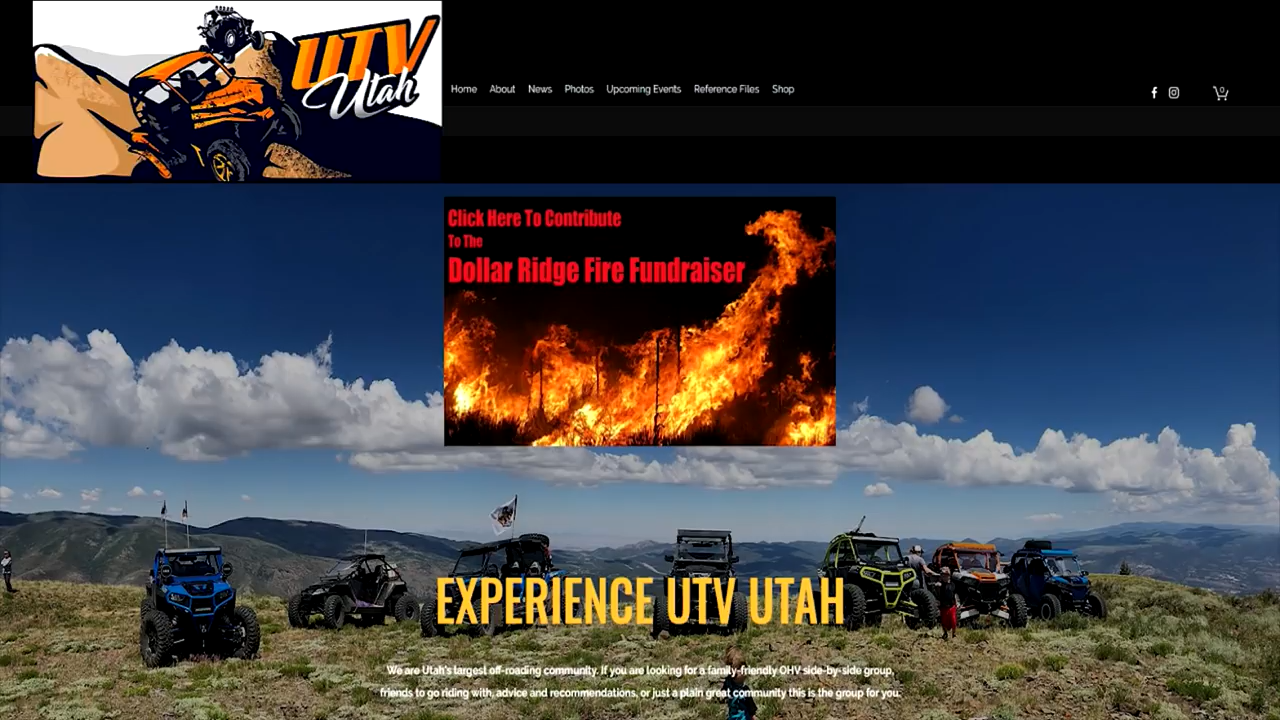 UTV
Utah
Home About News Photos Upcoming Events Reference Files Shop
0
Click Here To Contribute
To The
Dollar Ridge Fire Fundraiser
EXPERIENCE UTV UTAH
We are Utah's largest off-roading community. If you are looking for a family-friendly OHV side-by-side group,
friends to go riding with, advice and recommendations, or just a plain great community this is the group for you.